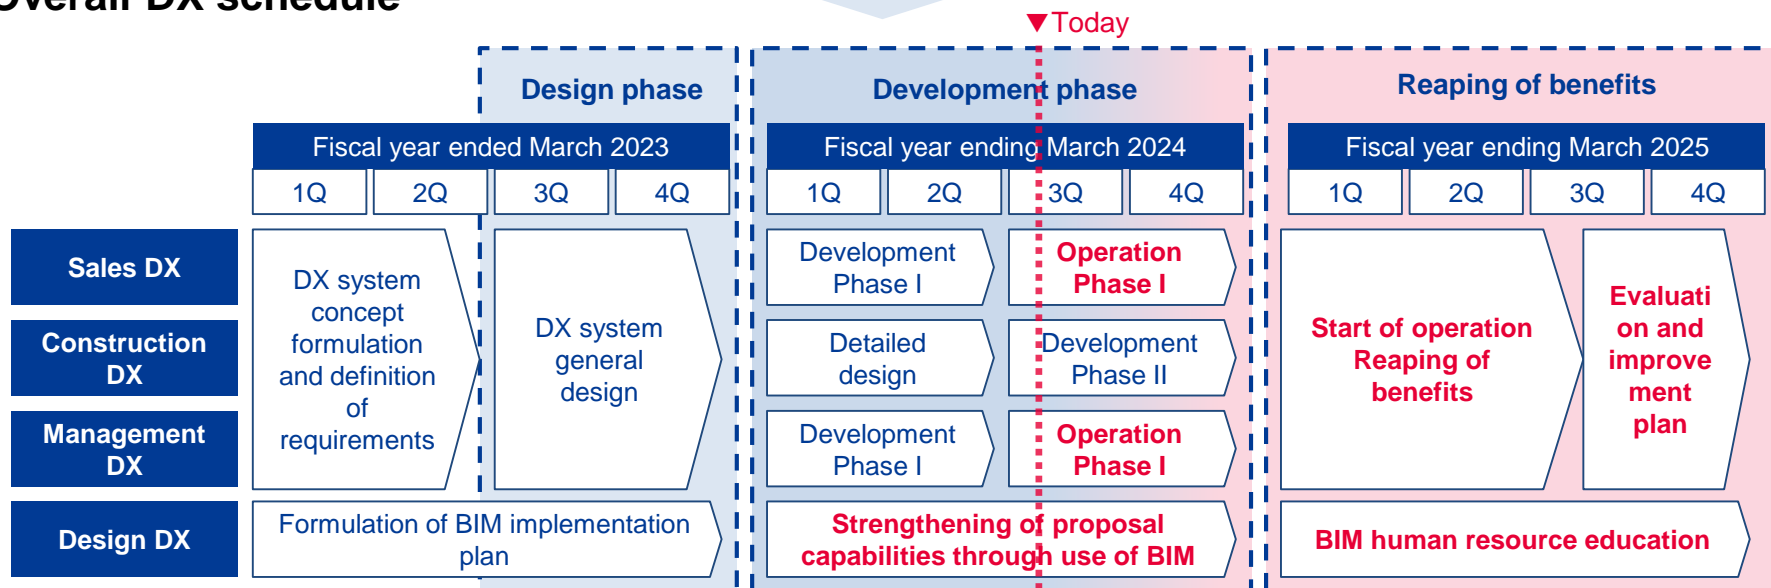 Overall DX schedule
▼Today
Design phase
Development phase
Reaping of benefits
Fiscal year ended March 2023
Fiscal year ending March 2024
Fiscal year ending March 2025
1Q
2Q
3Q
4Q
1Q
2Q
3Q
4Q
1Q
2Q
3Q
4Q
Sales DX
Construction
DX
Management
DX
Design DX
DX system
concept
formulation
and definition
of
requirements
DX system
general
design
Development
Phase I
Operation
Phase I
Detailed
design
Development
Phase II
Development
Phase I
Operation
Phase I
Start of operation
Reaping of
benefits
Evaluati
on and
improve
ment
plan
Formulation of BIM implementation
plan
Strengthening of proposal
capabilities through use of BIM
BIM human resource education